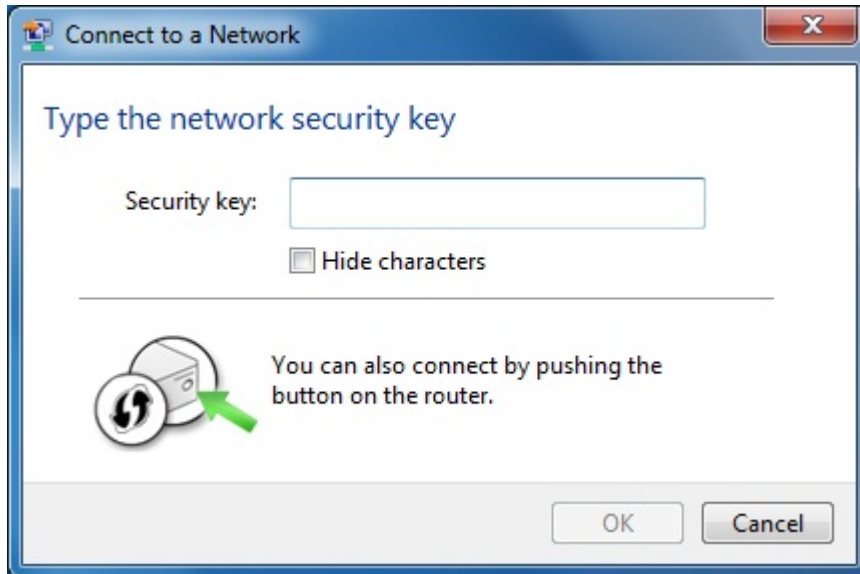 Connect to a Network
Type the network security key
Security key:
Hide characters
You can also connect by pushing the
button on the router.
OK
Cancel